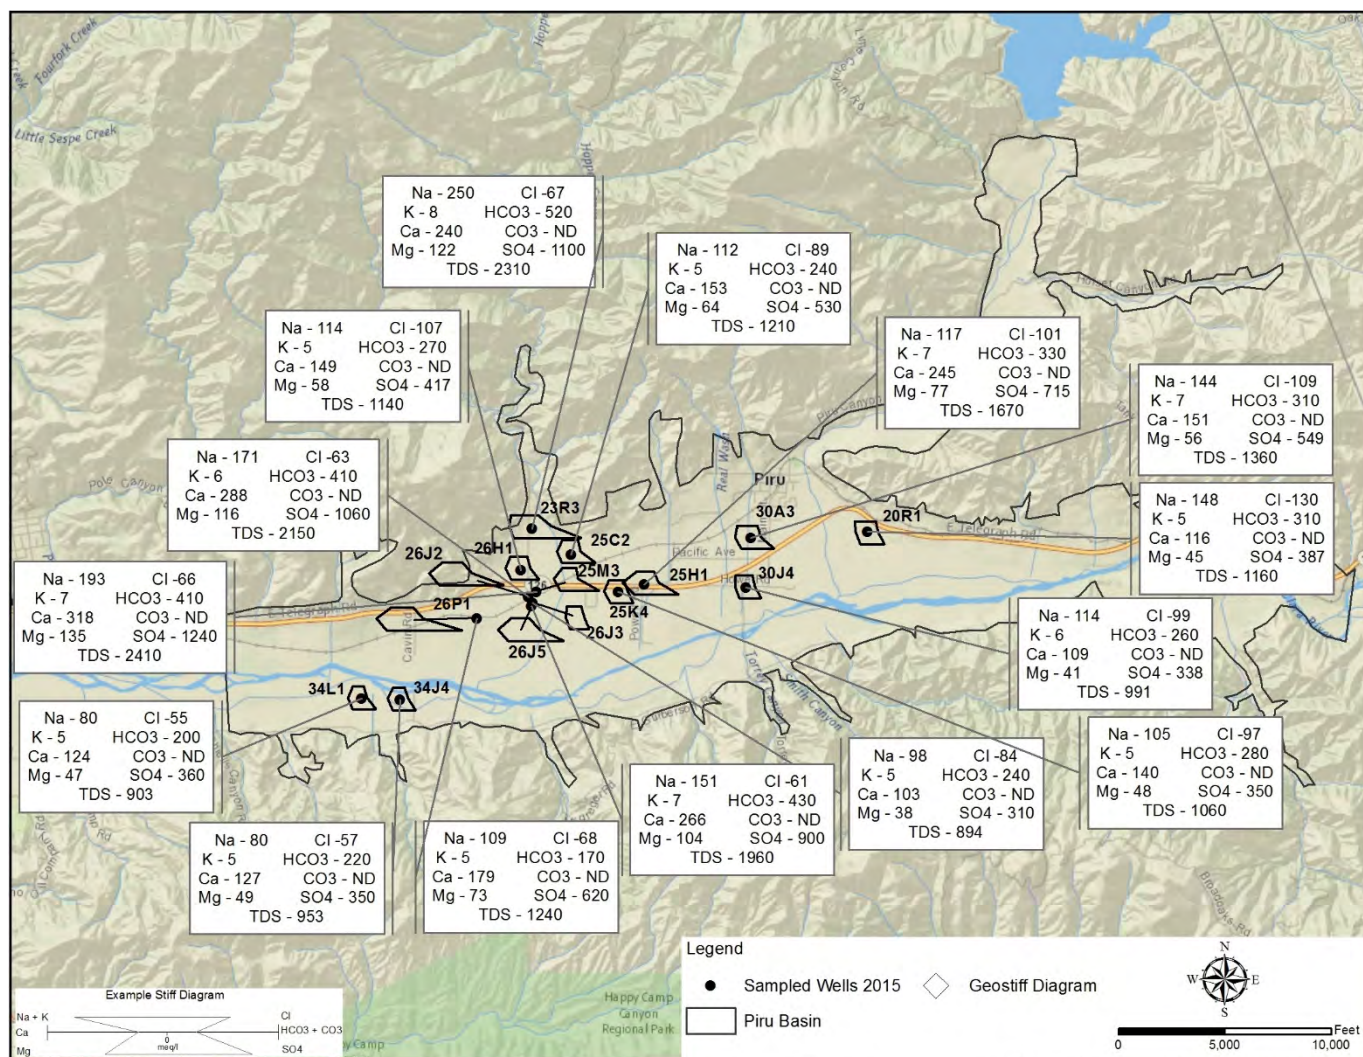 Fourfork Creek
Little Sespe Creek
Na - 250 Cl -67
K - 8 HCO3 - 520
Ca - 240 CO3 - ND
Mg - 122 SO4 - 1100
TDS - 2310
Na - 112 Cl -89
K - 5 HCO3 - 240
Ca - 153 CO3 - ND
Mg - 64 SO4 - 530
TDS - 1210
Na - 114 Cl -107
K - 5 HCO3 - 270
Ca - 149 CO3 - ND
Mg - 58 SO4 - 417
TDS - 1140
Na - 117 Cl -101
K - 7 HCO3 - 330
Ca - 245 CO3 - ND
Mg - 77 SO4 - 715
TDS - 1670
Na - 144 Cl -109
K - 7 HCO3 - 310
Ca - 151 CO3 - ND
Mg - 56 SO4 - 549
TDS - 1360
Na - 171 Cl -63
K - 6 HCO3 - 410
Ca - 288 CO3 - ND
Mg - 116 SO4 - 1060
TDS - 2150
Na - 148 Cl -130
K - 5 HCO3 - 310
Ca - 116 CO3 - ND
Mg - 45 SO4 - 387
TDS - 1160
Na - 193 Cl -66
K - 7 HCO3 - 410
Ca - 318 CO3 - ND
Mg - 135 SO4 - 1240
TDS - 2410
Real Wash
Piru
23R3
30A3
20R1
E Telegraph Rd
25C2
Pacific Ave
26J2
26H1
25M3
25H1
30J4
26P1
25K4
E Telegraph Rd
Cavin Rd
26J3
26J5
34L1
34J4
Torrey Canyon
Smith Canyon
Na - 114 Cl -99
K - 6 HCO3 - 260
Ca - 109 CO3 - ND
Mg - 41 SO4 - 338
TDS - 991
Na - 80 Cl -55
K - 5 HCO3 - 200
Ca - 124 CO3 - ND
Mg - 47 SO4 - 360
TDS - 903
Na - 105 Cl -97
K - 5 HCO3 - 280
Ca - 140 CO3 - ND
Mg - 48 SO4 - 350
TDS - 1060
Na - 98 Cl -84
K - 5 HCO3 - 240
Ca - 103 CO3 - ND
Mg - 38 SO4 - 310
TDS - 894
Na - 151 Cl -61
K - 7 HCO3 - 430
Ca - 266 CO3 - ND
Mg - 104 SO4 - 900
TDS - 1960
Na - 80 Cl -57
K - 5 HCO3 - 220
Ca - 127 CO3 - ND
Mg - 49 SO4 - 350
TDS - 953
Na - 109 Cl -68
K - 5 HCO3 - 170
Ca - 179 CO3 - ND
Mg - 73 SO4 - 620
TDS - 1240
Broadoaks Rd
Happy Camp
Canyon
Regional Park
Legend
Sampled Wells 2015
Geostiff Diagram
Piru Basin
N
W E
S
Feet
0 5,000 10,000
Example Stiff Diagram
Na + K Cl
Ca HCO3 + CO3
0
meq/l
Mg SO4